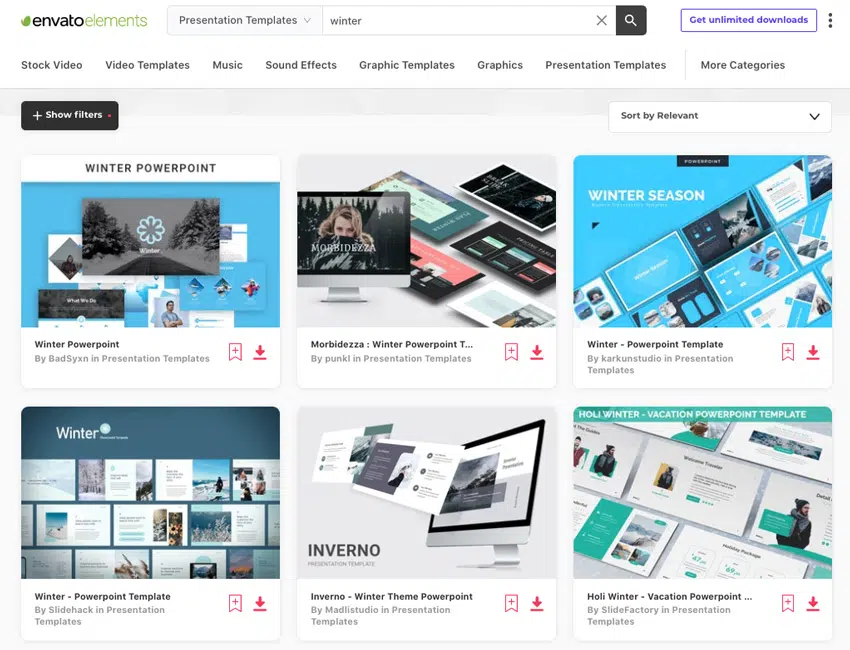 envatoelements
Presentation Templates
winter
Get unlimited downloads
Stock Video
Video Templates
Music
Sound Effects
Graphic Templates
Graphics
Presentation Templates
More Categories
Show filters
Sort by Relevant
WINTER POWERPOINT
Winter
What We Do
Winter Powerpoint
By BadSyxn in Presentation Templates
MORBIDEZZA
Morbidezza : Winter Powerpoint T...
By punkl in Presentation Templates
POWERPOINT
WINTER SEASON
Winter - Powerpoint Template
By karkunstudio in Presentation
Templates
Winter
Winter - Powerpoint Template
By Slidehack in Presentation
Templates
INVERNO
PRESENTATION TEMPLATE
Inverno - Winter Theme Powerpoint
By Madlistudio in Presentation
Templates
HOLI WINTER - VACATION POWERPOINT TEMPLATE
Welcome Traveler
Holiday Package
Holi Winter - Vacation Powerpoint ...
By SlideFactory in Presentation
Templates